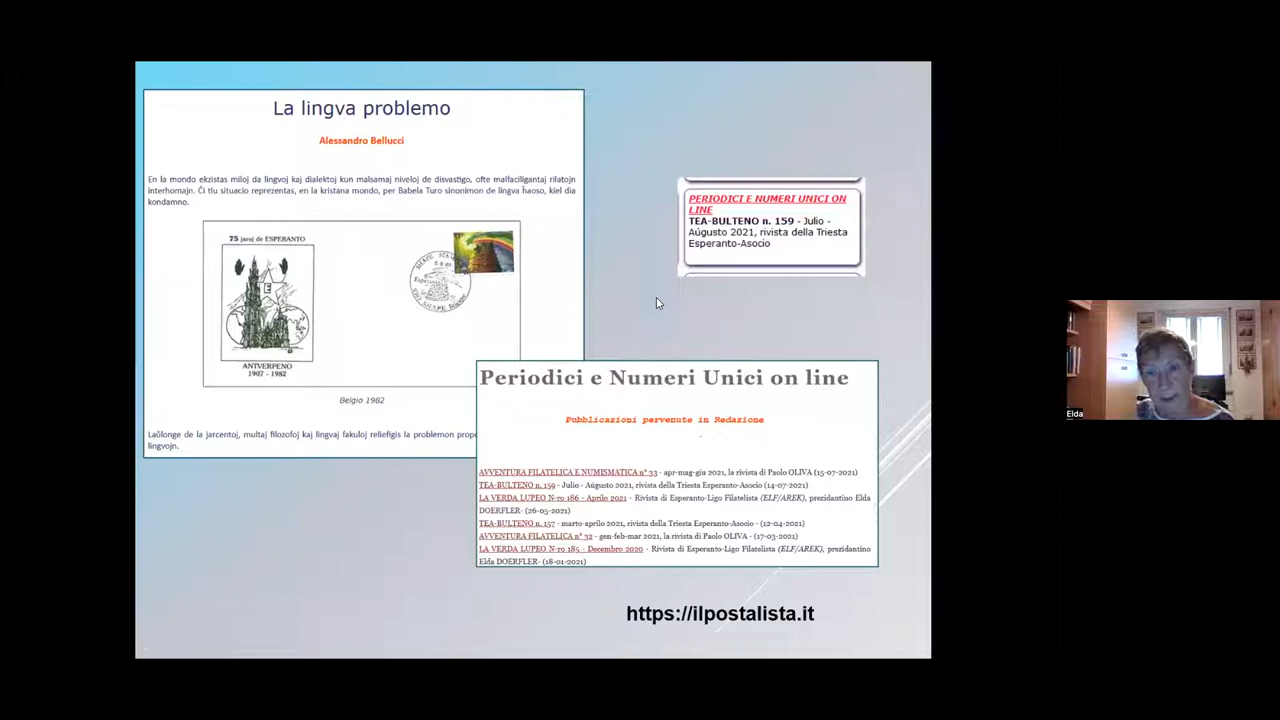 La lingva problemo
Alessandro Bellucci
En la mondo ekzistas miloj da lingvoj kaj dialektoj kun malsamaj niveloj de disvastigo, ofte malfaciligantaj rilatojn
interhomajn. Ĉi tiu situacio reprezentas, en la kristana mondo, per Babela Turo sinonimon de lingva ĥaoso, kiel dia
kondamno.
75 jaroj de ESPERANTO
E
ANTVERPENO
1907 - 1982
Belgio 1982
Laŭlonge de la jarcentoj, multaj filozofoj kaj lingvaj fakuloj reliefigis la problemon
lingvojn.
PERIODICI E NUMERI UNICI ON
LINE
TEA-BULTENO n. 159 - Julio -
Aŭgusto 2021, rivista della Triesta
Esperanto-Asocio
Periodici e Numeri Unici on line
Pubblicazioni pervenute in Redazione
AVVENTURA FILATELICA E NUMISMATICA n° 33 - apr-mag-giu 2021, la rivista di Paolo OLIVA (15-07-2021)
TEA-BULTENO n. 159 - Julio - Aŭgusto 2021, rivista della Triesta Esperanto-Asocio (14-07-2021)
LA VERDA LUPEO N-ro 186 - Aprilo 2021 - Rivista di Esperanto-Ligo Filatelista (ELF/AREK), prezidantino Elda
DOERFLER- (26-05-2021)
TEA-BULTENO n. 157 - marto-aprilo 2021, rivista della Triesta Esperanto-Asocio - (12-04-2021)
AVVENTURA FILATELICA n° 32 - gen-feb-mar 2021, la rivista di Paolo OLIVA - (17-03-2021)
LA VERDA LUPEO N-ro 185 - Decembro 2020 - Rivista di Esperanto-Ligo Filatelista (ELF/AREK), prezidantino
Elda DOERFLER- (18-01-2021)
https://ilpostalista.it
Elda